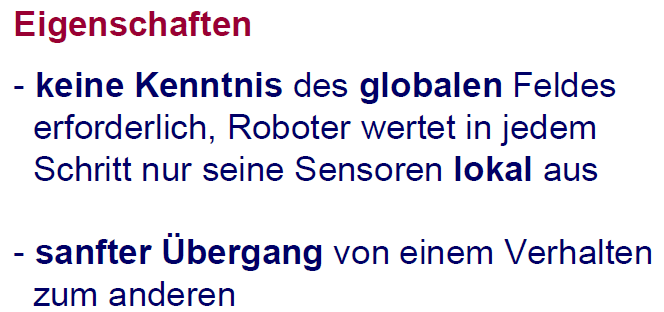 Eigenschaften
- keine Kenntnis des globalen Feldes
erforderlich, Roboter wertet in jedem
Schritt nur seine Sensoren lokal aus
- sanfter Übergang von einem Verhalten
zum anderen